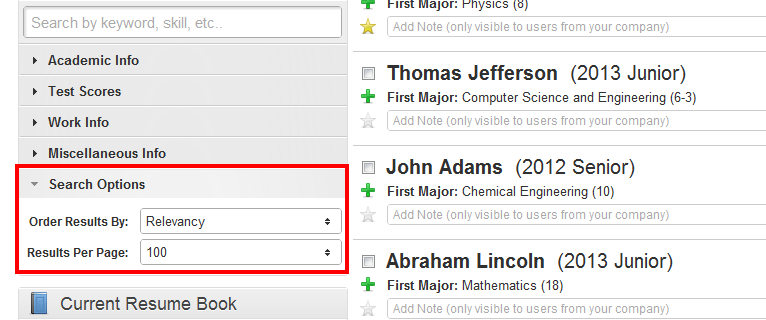 Search by keyword, skill, etc..
Academic Info
Test Scores
Work Info
Miscellaneous Info
Search Options
Order Results By: Relevancy
Results Per Page: 100
Current Resume Book
First Major: Physics (8)
Add Note (only visible to users from your company)
Thomas Jefferson (2013 Junior)
First Major: Computer Science and Engineering (6-3)
Add Note (only visible to users from your company)
John Adams (2012 Senior)
First Major: Chemical Engineering (10)
Add Note (only visible to users from your company)
Abraham Lincoln (2013 Junior)
First Major: Mathematics (18)
Add Note (only visible to users from your company)